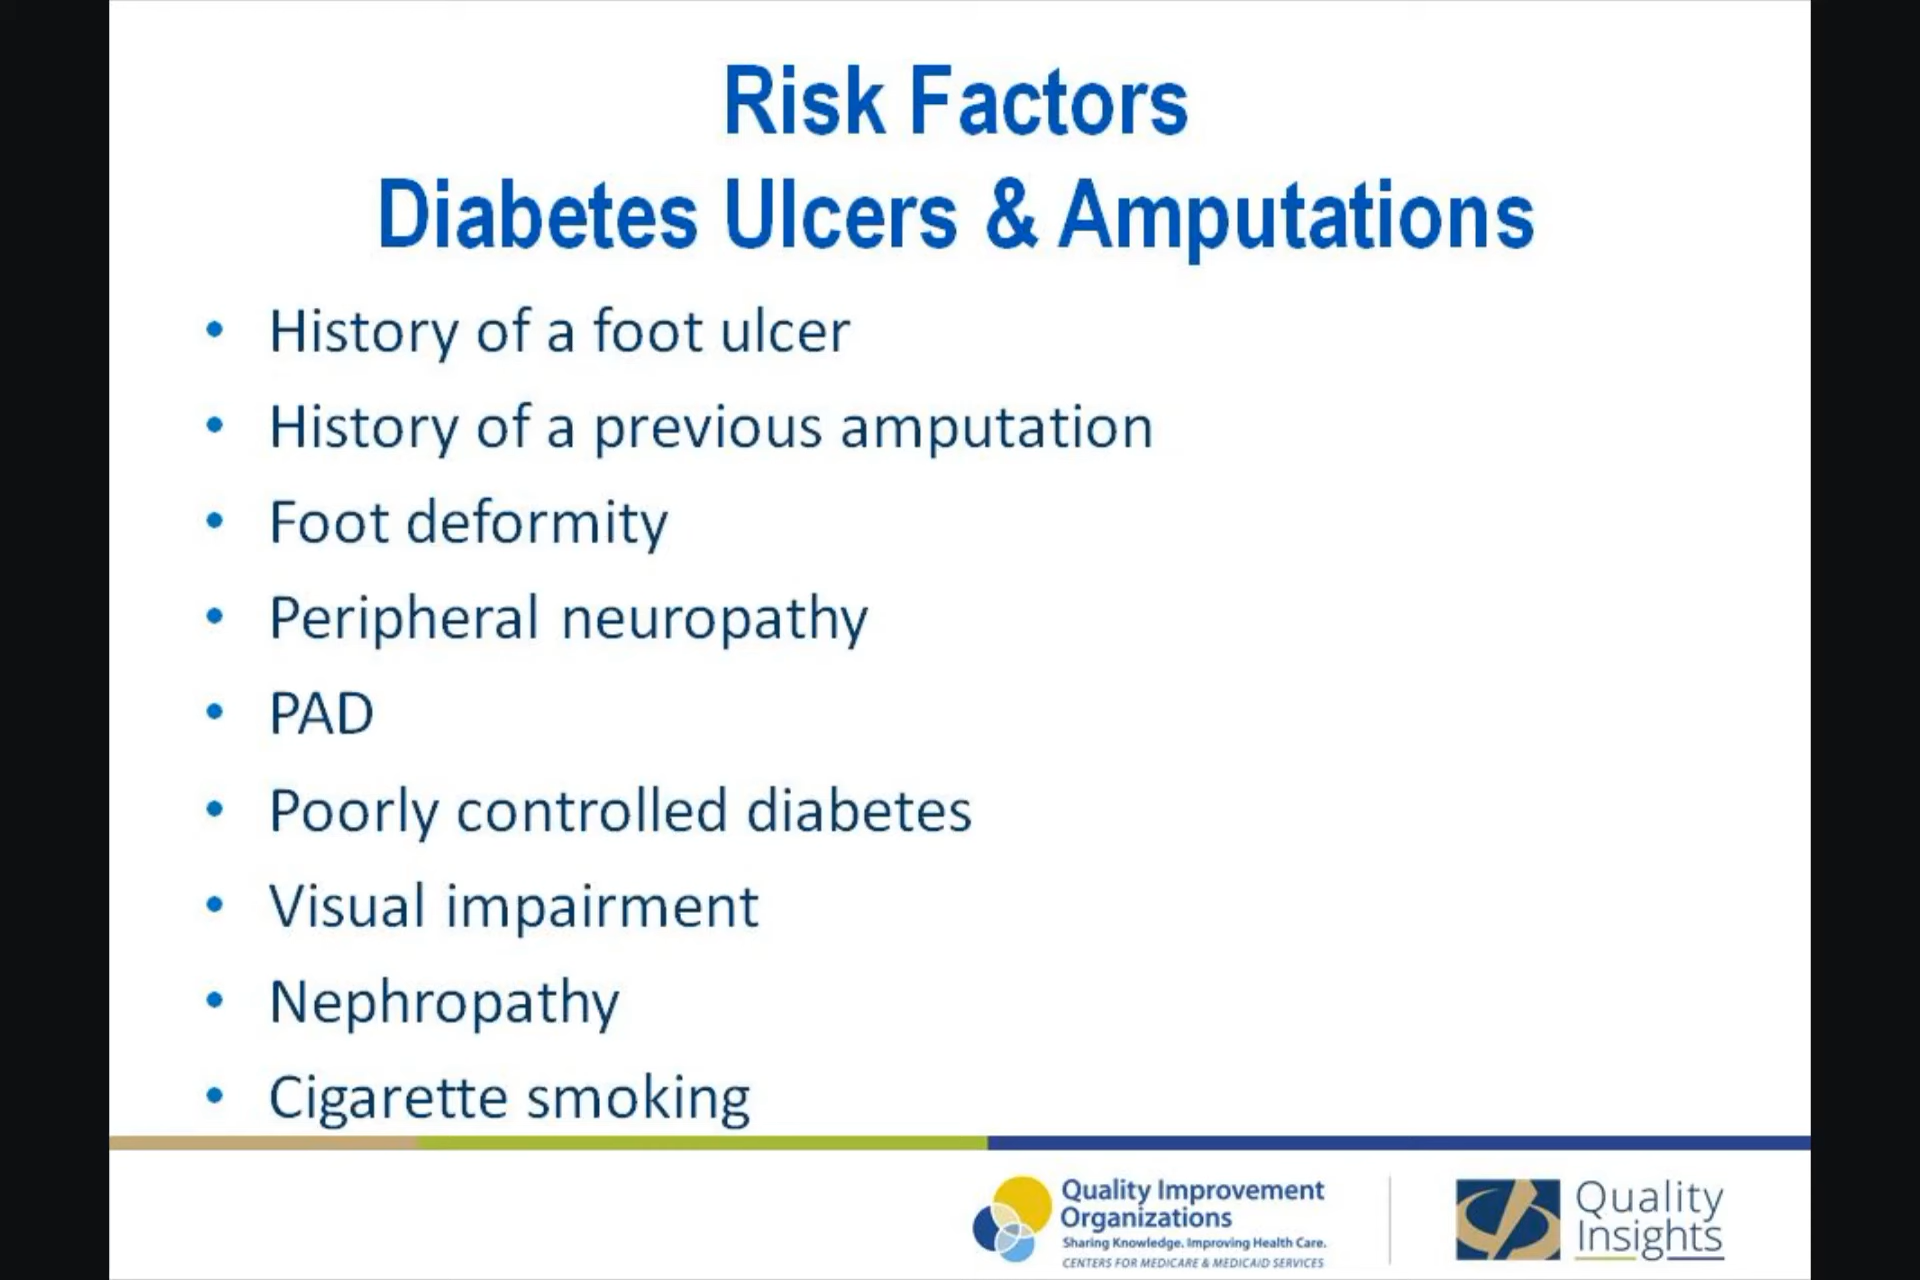 Risk Factors
Diabetes Ulcers & Amputations
• History of a foot ulcer
• History of a previous amputation
• Foot deformity
• Peripheral neuropathy
• PAD
• Poorly controlled diabetes
• Visual impairment
• Nephropathy
• Cigarette smoking
Quality Improvement
Organizations
Sharing Knowledge. Improving Health Care.
CENTERS FOR MEDICARE & MEDICAID SERVICES
Quality
Insights